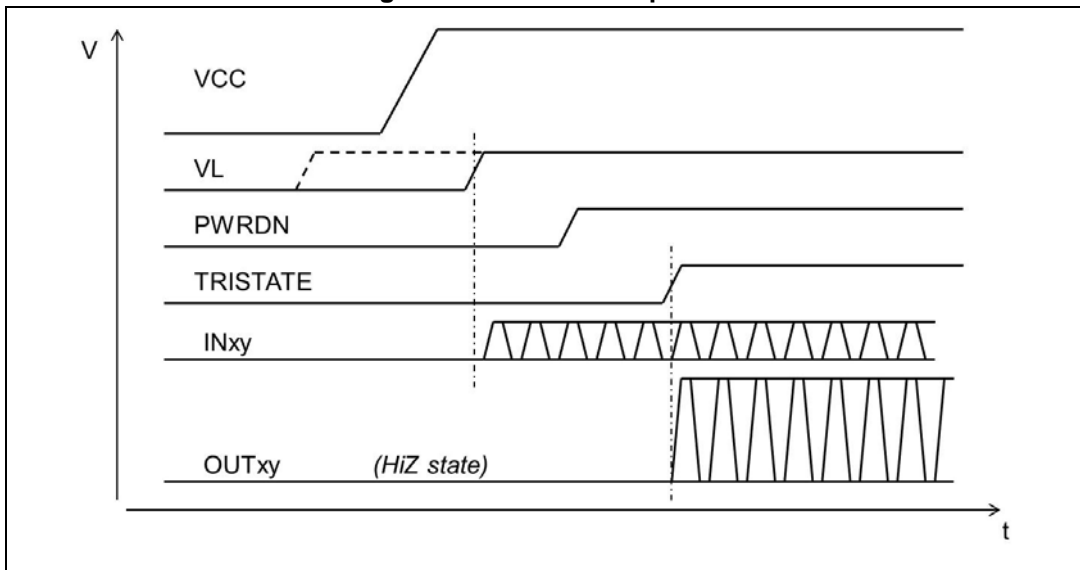 V
VCC
VL
PWRDN
TRISTATE
INxy
OUTxy (HiZ state)
t